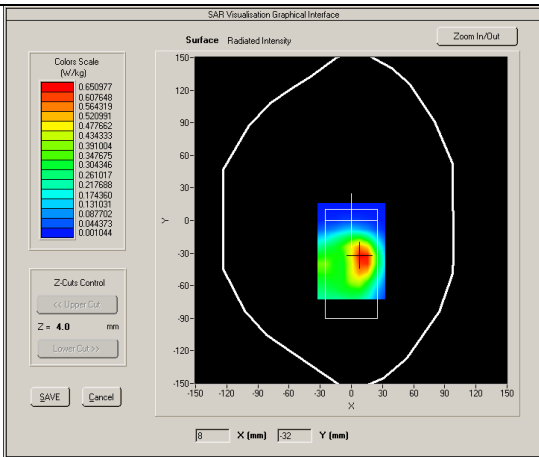 SAR Visualisation Graphical Interface
Surface Radiated Intensity
Zoom In/Out
Colors Scale
(W/kg)
0.650977
0.607648
0.564319
0.520991
0.477662
0.434333
0.391004
0.347675
0.304346
0.261017
0.217688
0.174360
0.131031
0.087702
0.044373
0.001044
Z-Cuts Control
<< Upper Cut
Z = 4.0 mm
Lower Cut >>
SAVE Cancel
150
120
90
60
30
0
-30
-60
-90
-120
-150
Y
-150 -120 -90 -60 -30 0 30 60 90 120 150
X
8 X (mm) -32 Y (mm)